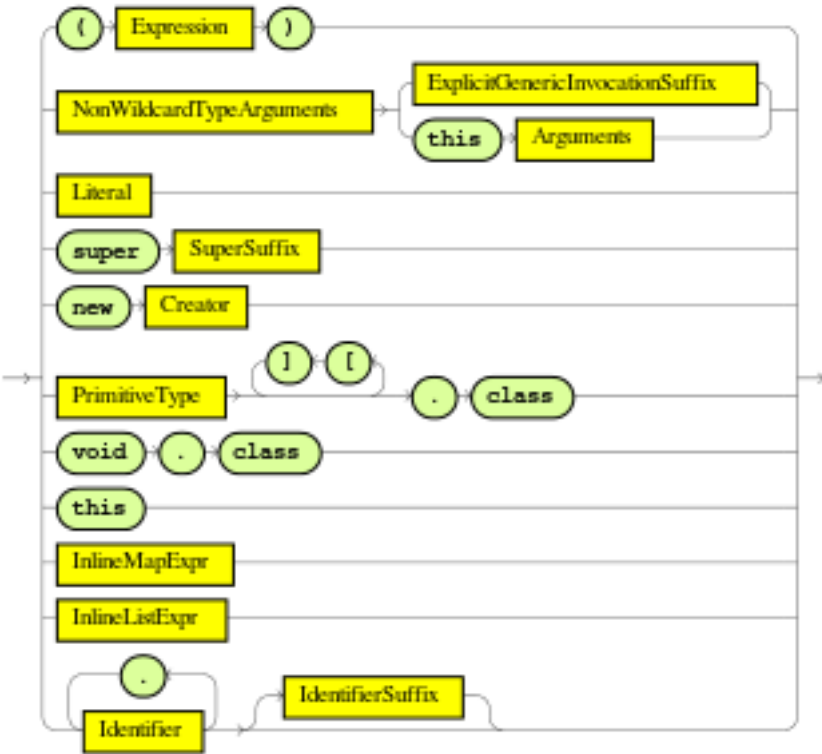 ( Expression )
ExplicitGenericInvocationSuffix
NonWildcardTypeArguments
this Arguments
Literal
super SuperSuffix
new Creator
] [
PrimitiveType . class
void . class
this
InlineMapExpr
InlineListExpr
.
IdentifierSuffix
Identifier